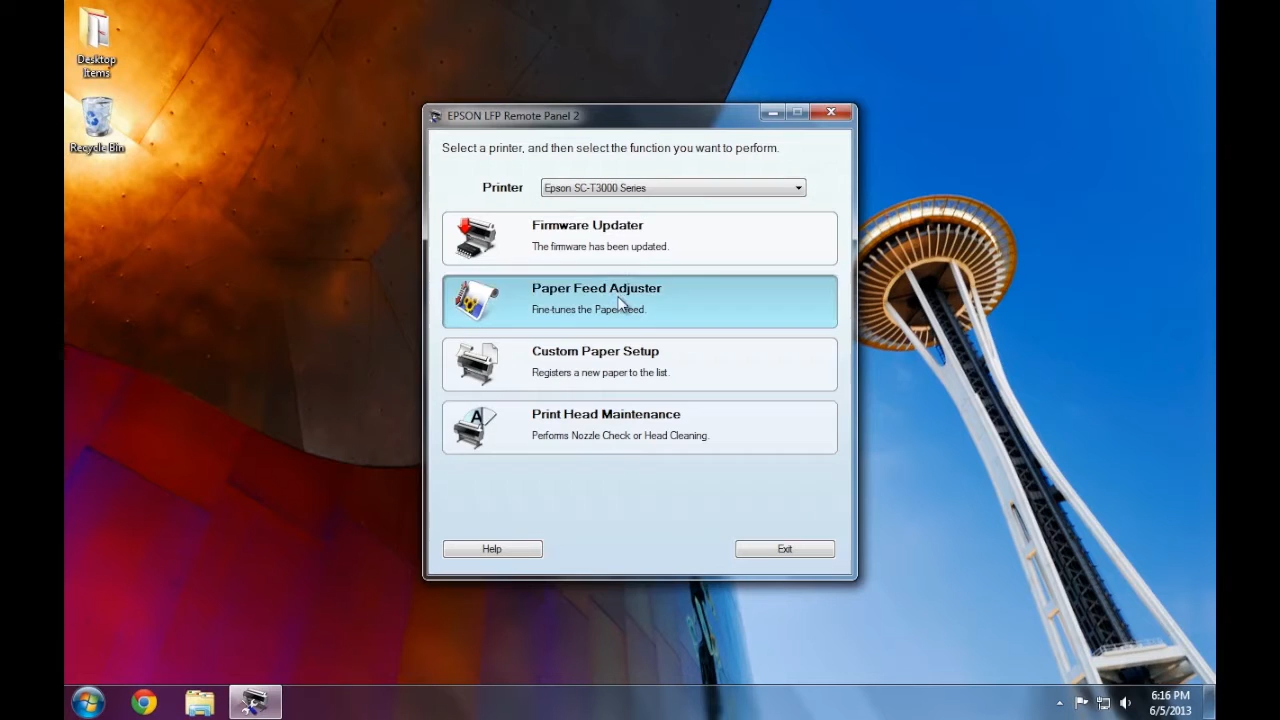 Desktop
Items
Recycle Bin
EPSON LFP Remote Panel 2
Select a printer, and then select the function you want to perform.
Printer
Epson SC-T3000 Series
Firmware Updater
The firmware has been updated.
Paper Feed Adjuster
Fine-tunes the Paper Feed.
Custom Paper Setup
Registers a new paper to the list.
Print Head Maintenance
Performs Nozzle Check or Head Cleaning.
Help
Exit
6:16 PM
6/5/2013